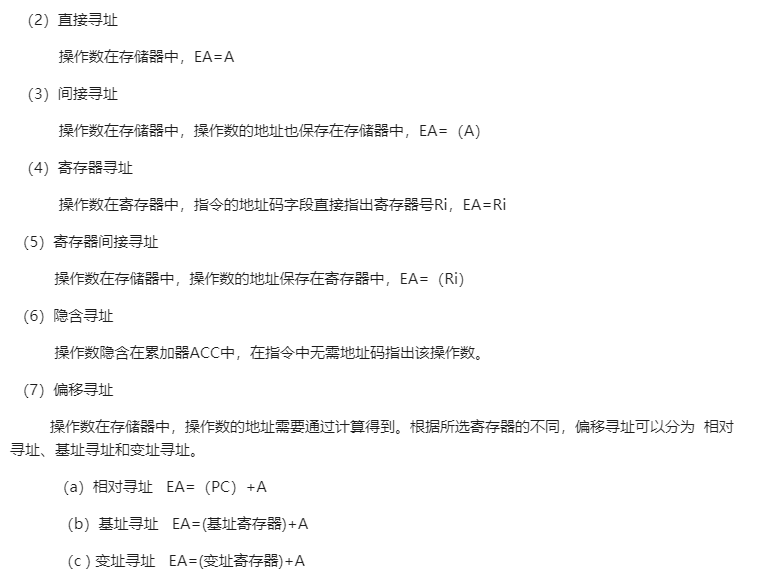 （2）直接寻址
操作数在存储器中，EA=A
（3）间接寻址
操作数在存储器中，操作数的地址也保存在存储器中，EA=（A）
（4）寄存器寻址
操作数在寄存器中，指令的地址码字段直接指出寄存器号Ri，EA=Ri
（5）寄存器间接寻址
操作数在存储器中，操作数的地址保存在寄存器中，EA=（Ri）
（6）隐含寻址
操作数隐含在累加器ACC中，在指令中无需地址码指出该操作数。
（7）偏移寻址
操作数在存储器中，操作数的地址需要通过计算得到。根据所选寄存器的不同，偏移寻址可以分为 相对
寻址、基址寻址和变址寻址。
（a）相对寻址 EA=（PC）+A
（b）基址寻址 EA=(基址寄存器)+A
（c ) 变址寻址 EA=(变址寄存器)+A